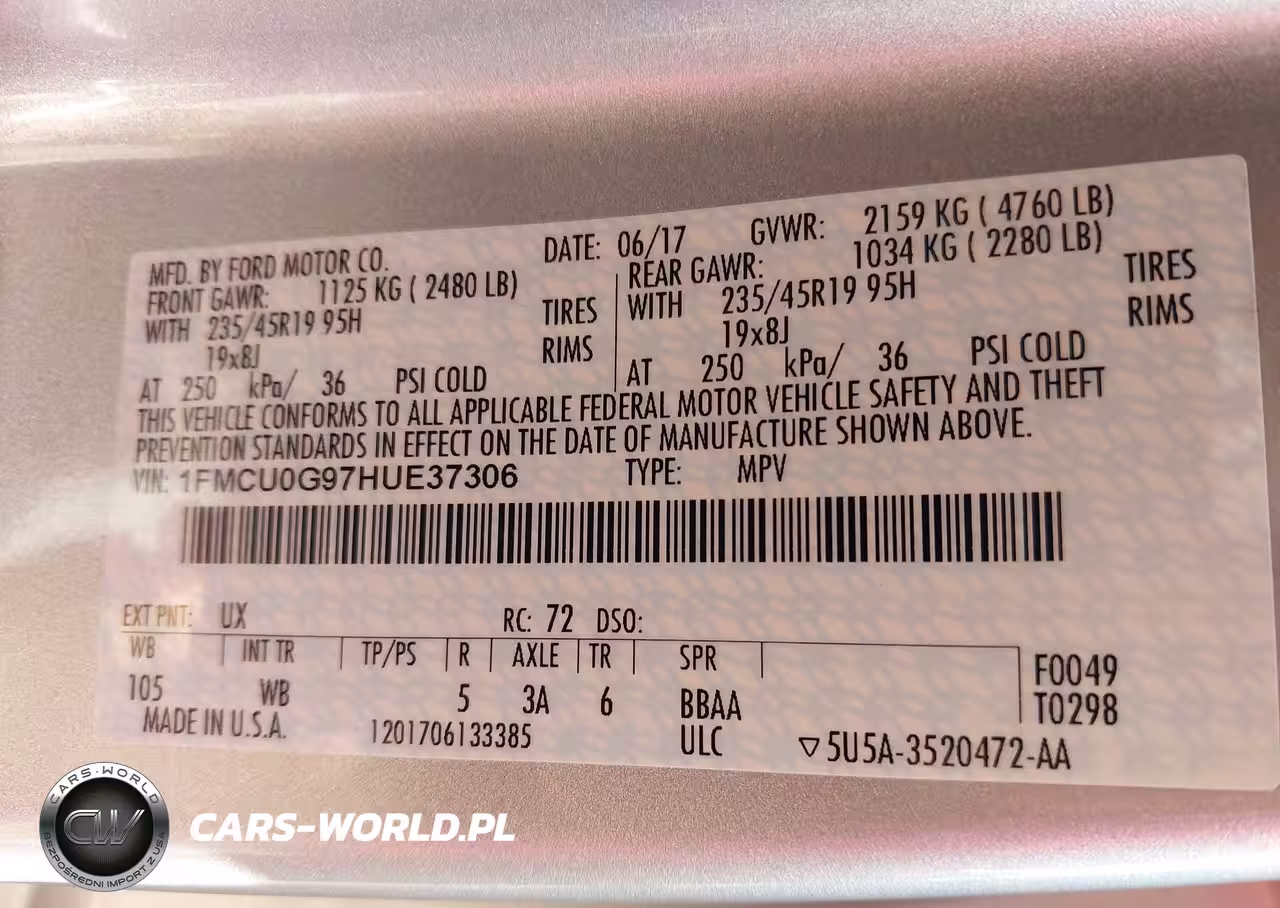 MFD. BY FORD MOTOR CO. DATE: 06/17 GVWR: 2159 KG ( 4760 LB)
FRONT GAWR: 1125 KG ( 2480 LB) REAR GAWR: 1034 KG ( 2280 LB)
WITH 235/45R19 95H TIRES WITH 235/45R19 95H TIRES
19x8J RIMS 19x8J RIMS
AT 250 kPa/ 36 PSI COLD AT 250 kPa/ 36 PSI COLD
THIS VEHICLE CONFORMS TO ALL APPLICABLE FEDERAL MOTOR VEHICLE SAFETY AND THEFT
PREVENTION STANDARDS IN EFFECT ON THE DATE OF MANUFACTURE SHOWN ABOVE.
VIN: 1FMCU0G97HUE37306 TYPE: MPV
EXT PNT: UX RC: 72 DSO:
WB INT TR TP/PS R AXLE TR SPR F0049
105 WB 5 3A 6 BBAA T0298
MADE IN U.S.A. 1201706133385 ULC ▽5U5A-3520472-AA
CARS-WORLD
CW
BEZPOŚREDNI IMPORT Z USA
CARS-WORLD.PL